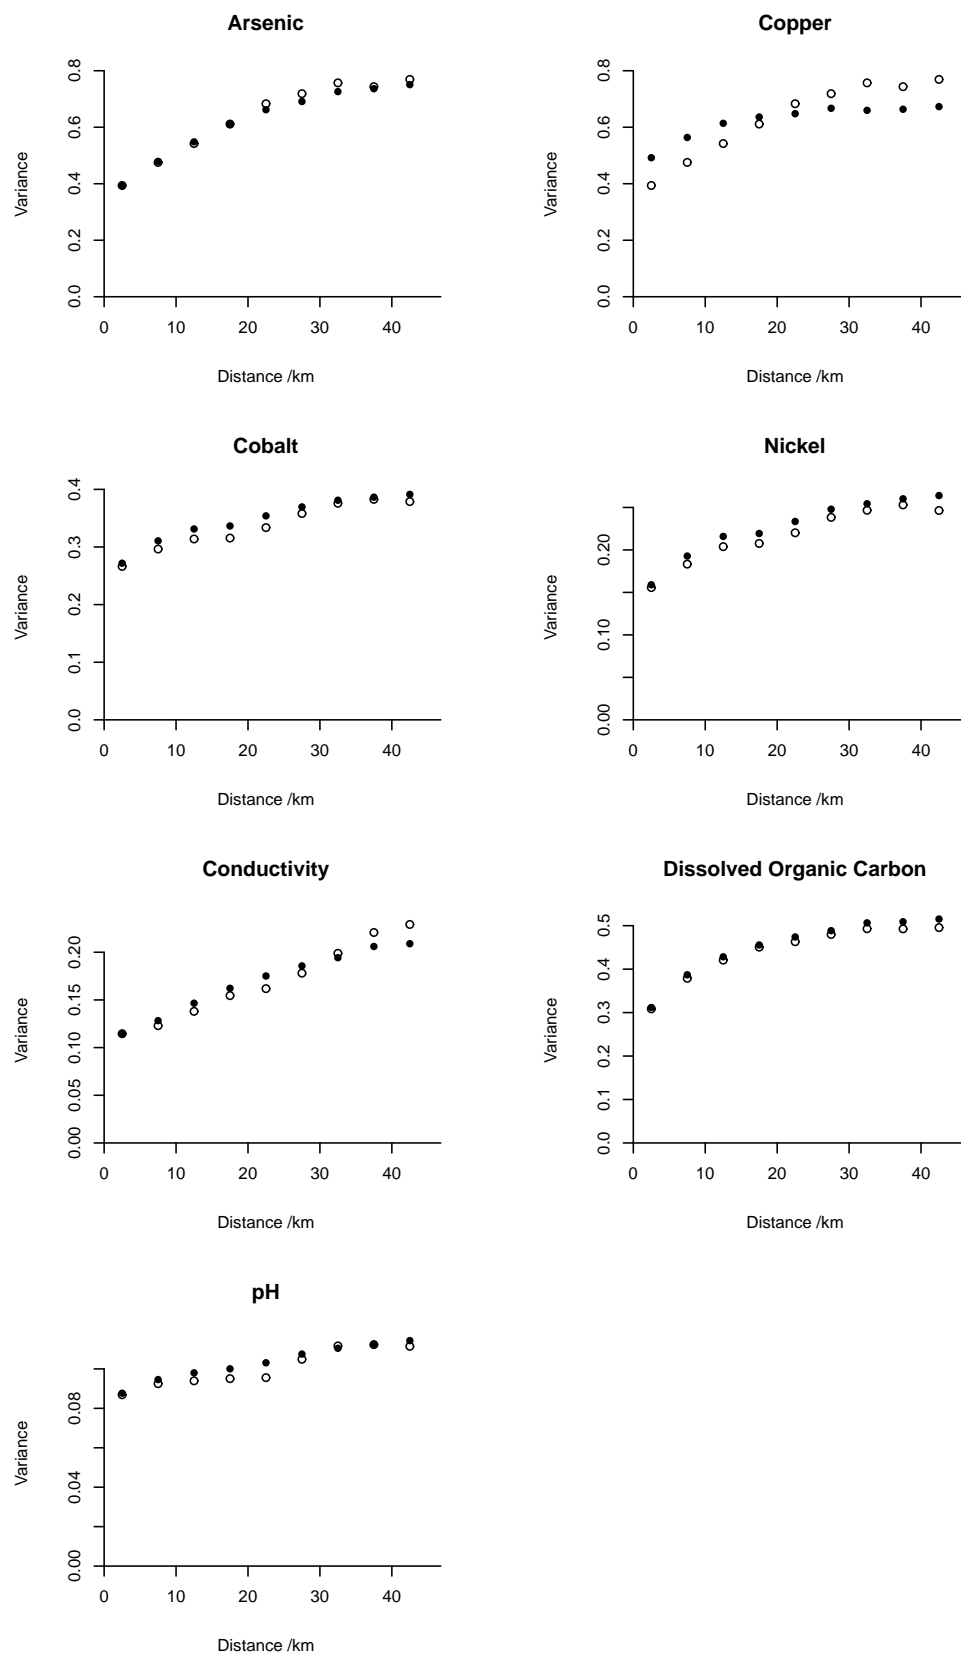 Arsenic
Variance
0.0 0.2 0.4 0.6 0.8
0 10 20 30 40
Distance /km
Copper
Variance
0.0 0.2 0.4 0.6 0.8
0 10 20 30 40
Distance /km
Cobalt
Variance
0.0 0.1 0.2 0.3 0.4
0 10 20 30 40
Distance /km
Nickel
Variance
0.00 0.10 0.20
0 10 20 30 40
Distance /km
Conductivity
Variance
0.00 0.05 0.10 0.15 0.20
0 10 20 30 40
Distance /km
Dissolved Organic Carbon
Variance
0.0 0.1 0.2 0.3 0.4 0.5
0 10 20 30 40
Distance /km
pH
Variance
0.00 0.04 0.08
0 10 20 30 40
Distance /km